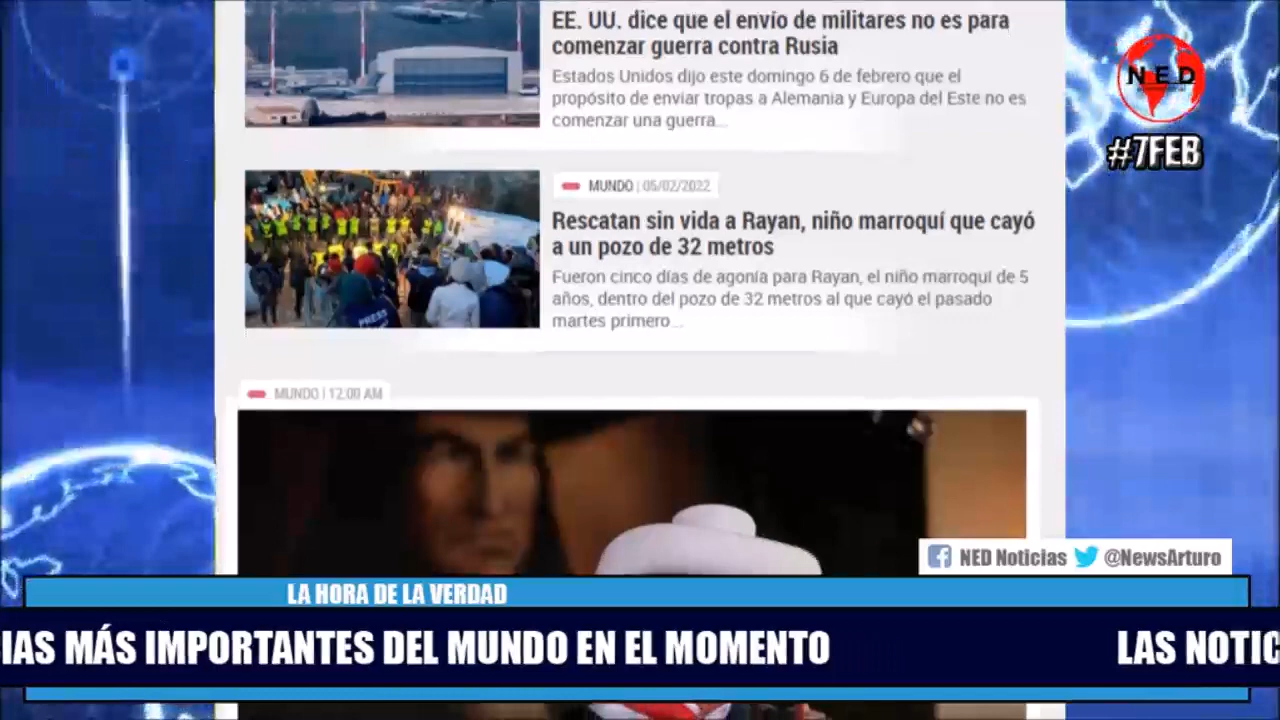 EE. UU. dice que el envío de militares no es para
comenzar guerra contra Rusia
Estados Unidos dijo este domingo 6 de febrero que el
propósito de enviar tropas a Alemania y Europa del Este no es
comenzar una guerra...
N.E.D
#7FEB
MUNDO | 05/02/2022
Rescatan sin vida a Rayan, niño marroquí que cayó
a un pozo de 32 metros
Fueron cinco días de agonía para Rayan, el niño marroquí de 5
años, dentro del pozo de 32 metros al que cayó el pasado
martes primero...
PRESS
MUNDO | 12:00 AM
NED Noticias @NewsArturo
LA HORA DE LA VERDAD
IAS MÁS IMPORTANTES DEL MUNDO EN EL MOMENTO LAS NOTIC